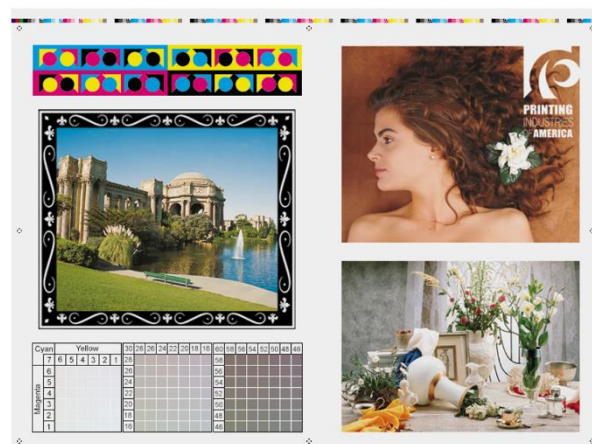 PRINTING
INDUSTRIES
OF AMERICA
Cyan Yellow 30 28 26 24 22 20 18 16 60 58 56 54 52 50 48 46
7 6 5 4 3 2 1 28 58
6 26 56
5 24 54
4 22 52
3 20 50
2 18 48
1 16 46
Magenta